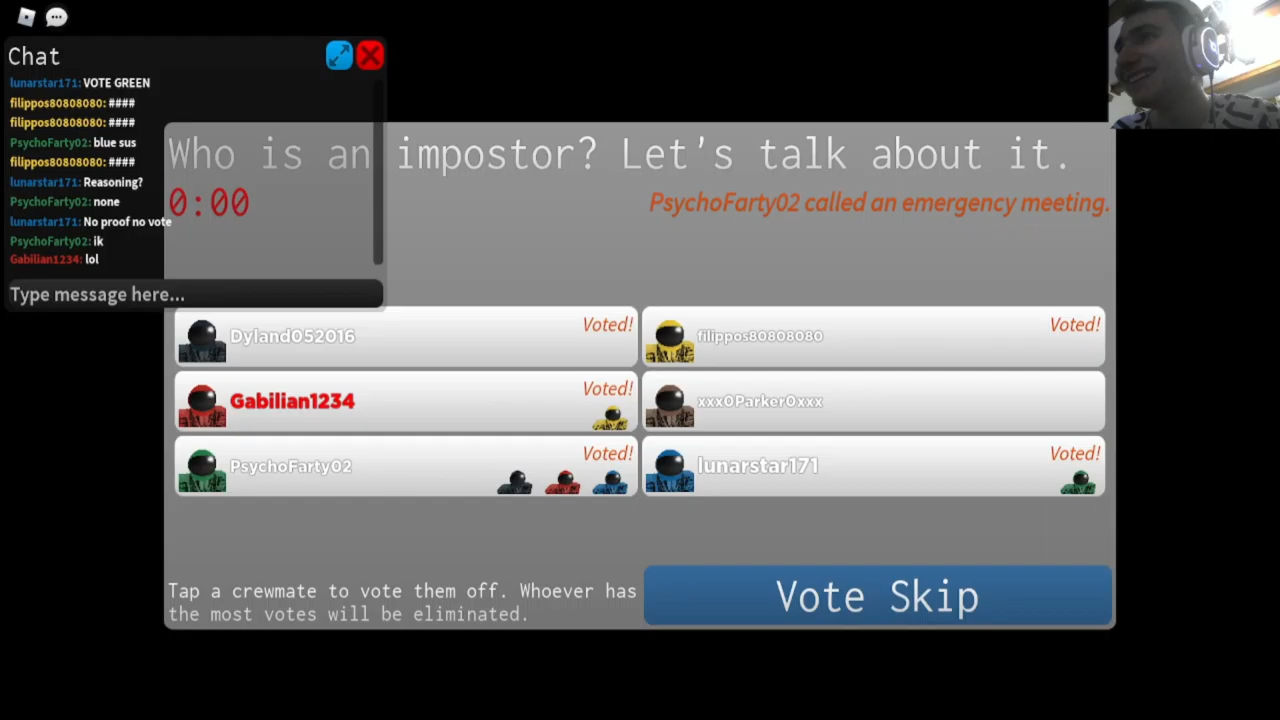 Chat
lunarstar171: VOTE GREEN
filippos80808080: ####
filippos80808080: ####
PsychoFarty02: blue sus
filippos80808080: ####
lunarstar171: Reasoning?
PsychoFarty02: none
lunarstar171: No proof no vote
PsychoFarty02: ik
Gabilian1234: lol
Type message here...
Who is an impostor? Let's talk about it.
0:00
PsychoFarty02 called an emergency meeting.
Dyland052016 Voted!
filippos80808080 Voted!
Gabilian1234 Voted!
xxx0Parker0xxx
PsychoFarty02 Voted!
lunarstar171 Voted!
Tap a crewmate to vote them off. Whoever has
the most votes will be eliminated.
Vote Skip